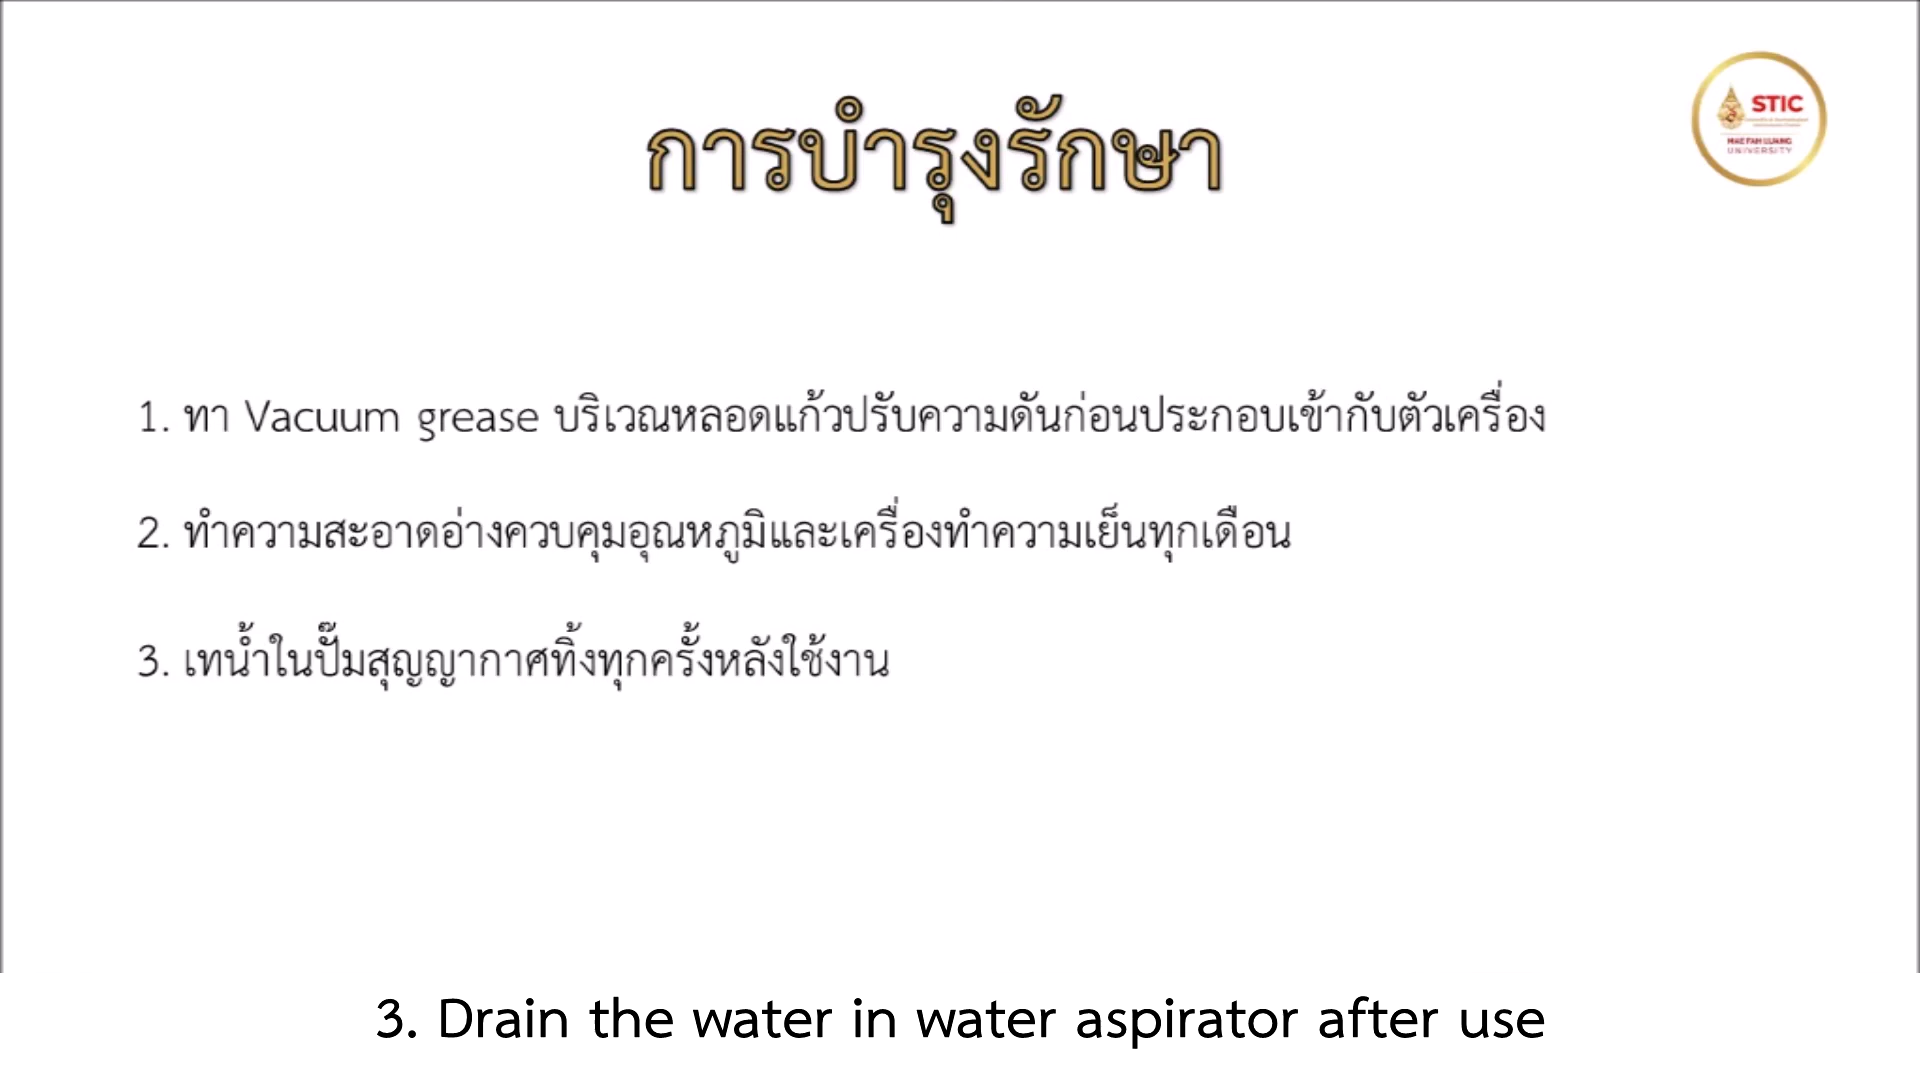 การบำรุงรักษา
STIC
MAE FAH LUANG
UNIVERSITY
1. ทา Vacuum grease บริเวณหลอดแก้วปรับความดันก่อนประกอบเข้ากับตัวเครื่อง
2. ทำความสะอาดอ่างควบคุมอุณหภูมิและเครื่องทำความเย็นทุกเดือน
3. เทน้ำในปั๊มสุญญากาศทิ้งทุกครั้งหลังใช้งาน
3. Drain the water in water aspirator after use